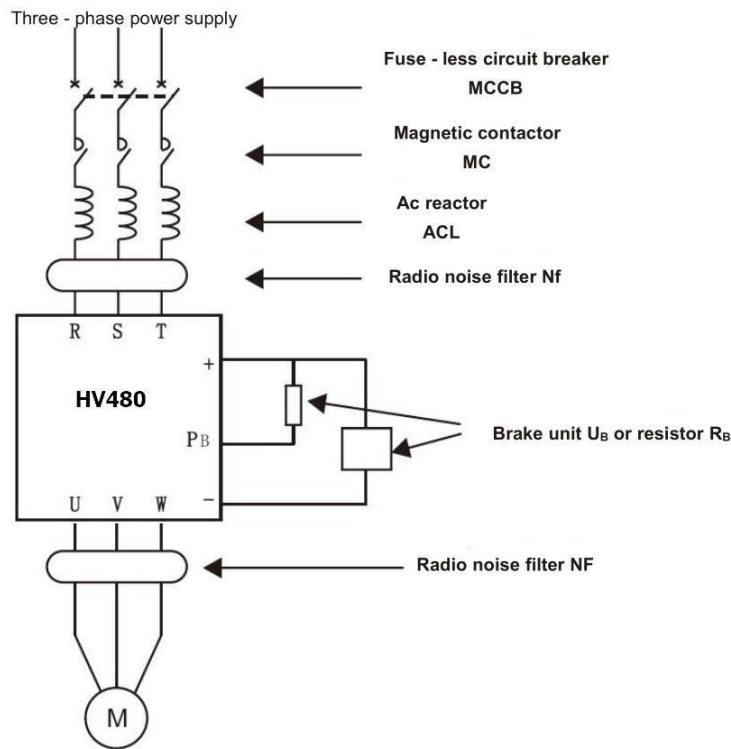 Three - phase power supply
Fuse - less circuit breaker
MCCB
Magnetic contactor
MC
Ac reactor
ACL
Radio noise filter Nf
R S T
+
HV480
PB
Brake unit UB or resistor RB
−
U V W
Radio noise filter NF
M